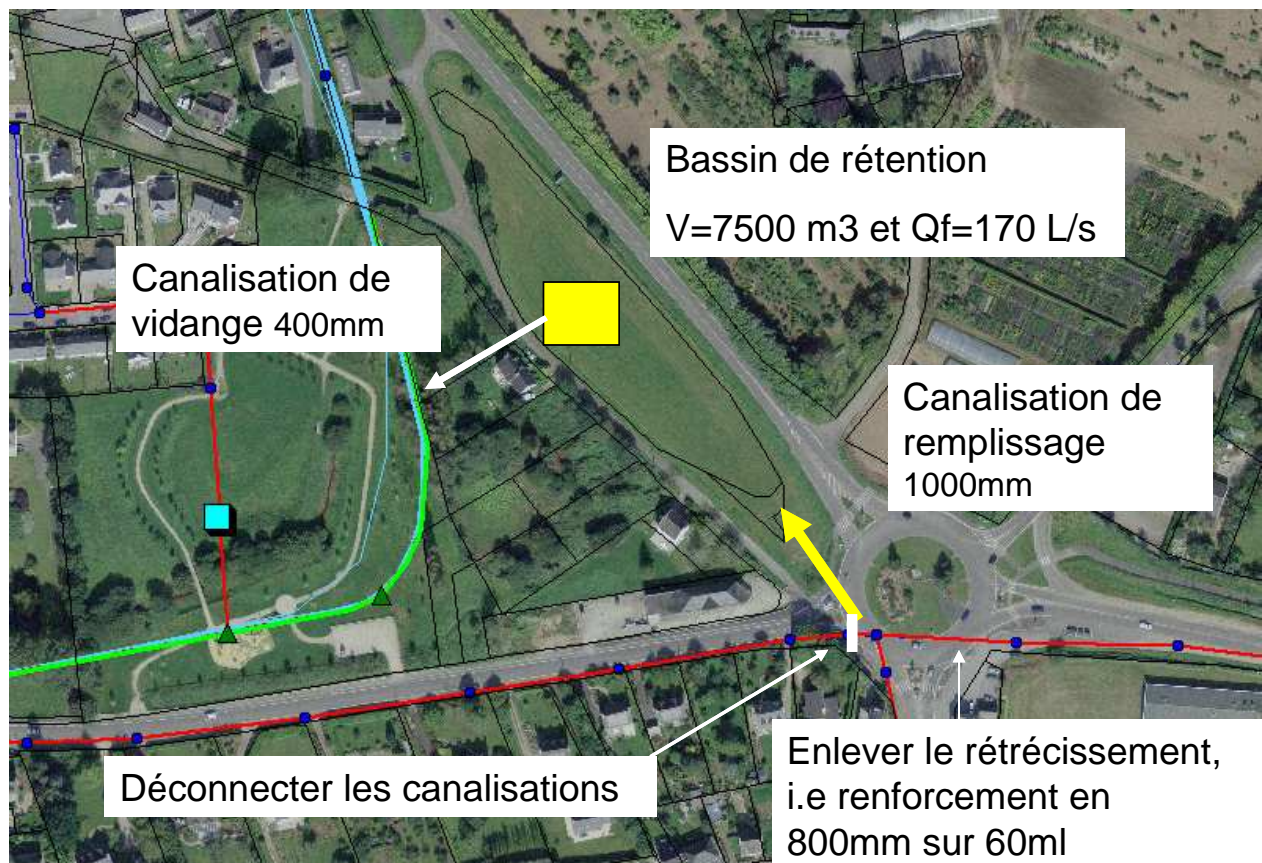 Bassin de rétention
V=7500 m3 et Qf=170 L/s
Canalisation de
vidange 400mm
Canalisation de
remplissage
1000mm
Déconnecter les canalisations
Enlever le rétrécissement,
i.e renforcement en
800mm sur 60ml